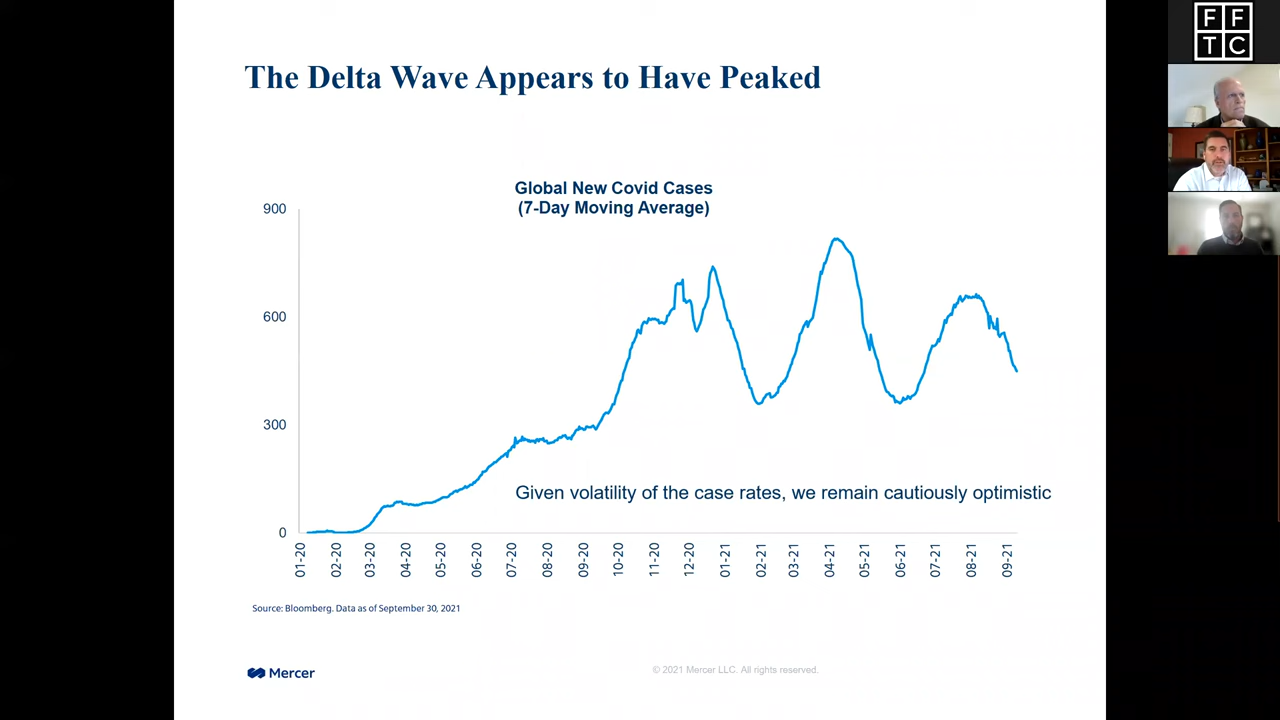 The Delta Wave Appears to Have Peaked
Global New Covid Cases
(7-Day Moving Average)
900
600
300
0
01-20
02-20
03-20
04-20
05-20
06-20
07-20
08-20
09-20
10-20
11-20
12-20
01-21
02-21
03-21
04-21
05-21
06-21
07-21
08-21
09-21
Given volatility of the case rates, we remain cautiously optimistic
Source: Bloomberg. Data as of September 30, 2021
Mercer
© 2021 Mercer LLC. All rights reserved.
F F
T C